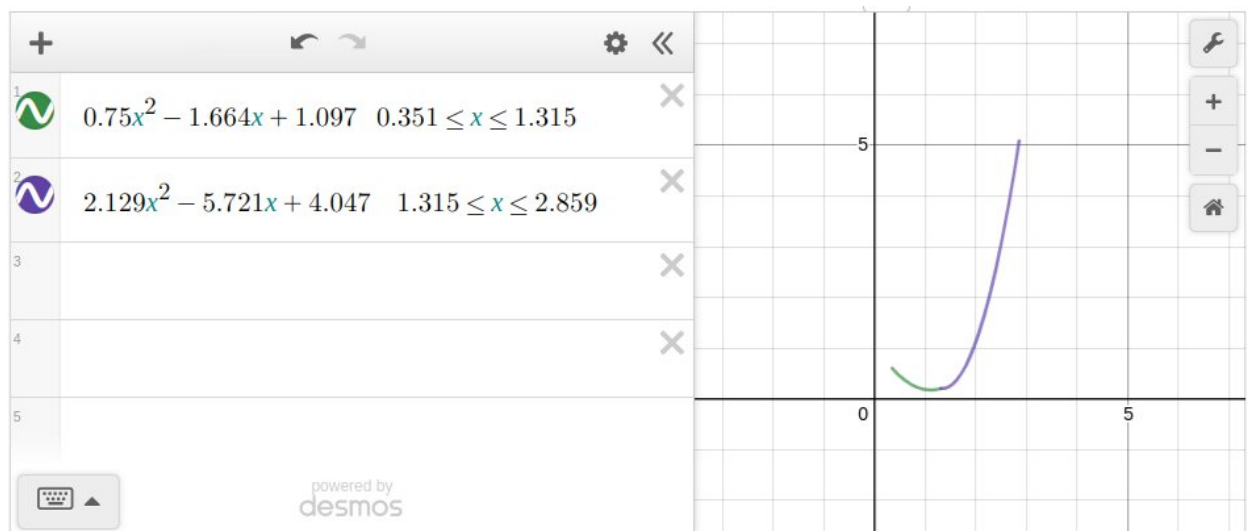 1
0.75x² − 1.664x + 1.097 0.351 ≤ x ≤ 1.315
2
2.129x² − 5.721x + 4.047 1.315 ≤ x ≤ 2.859
3
4
5
powered by
desmos
5
0
5